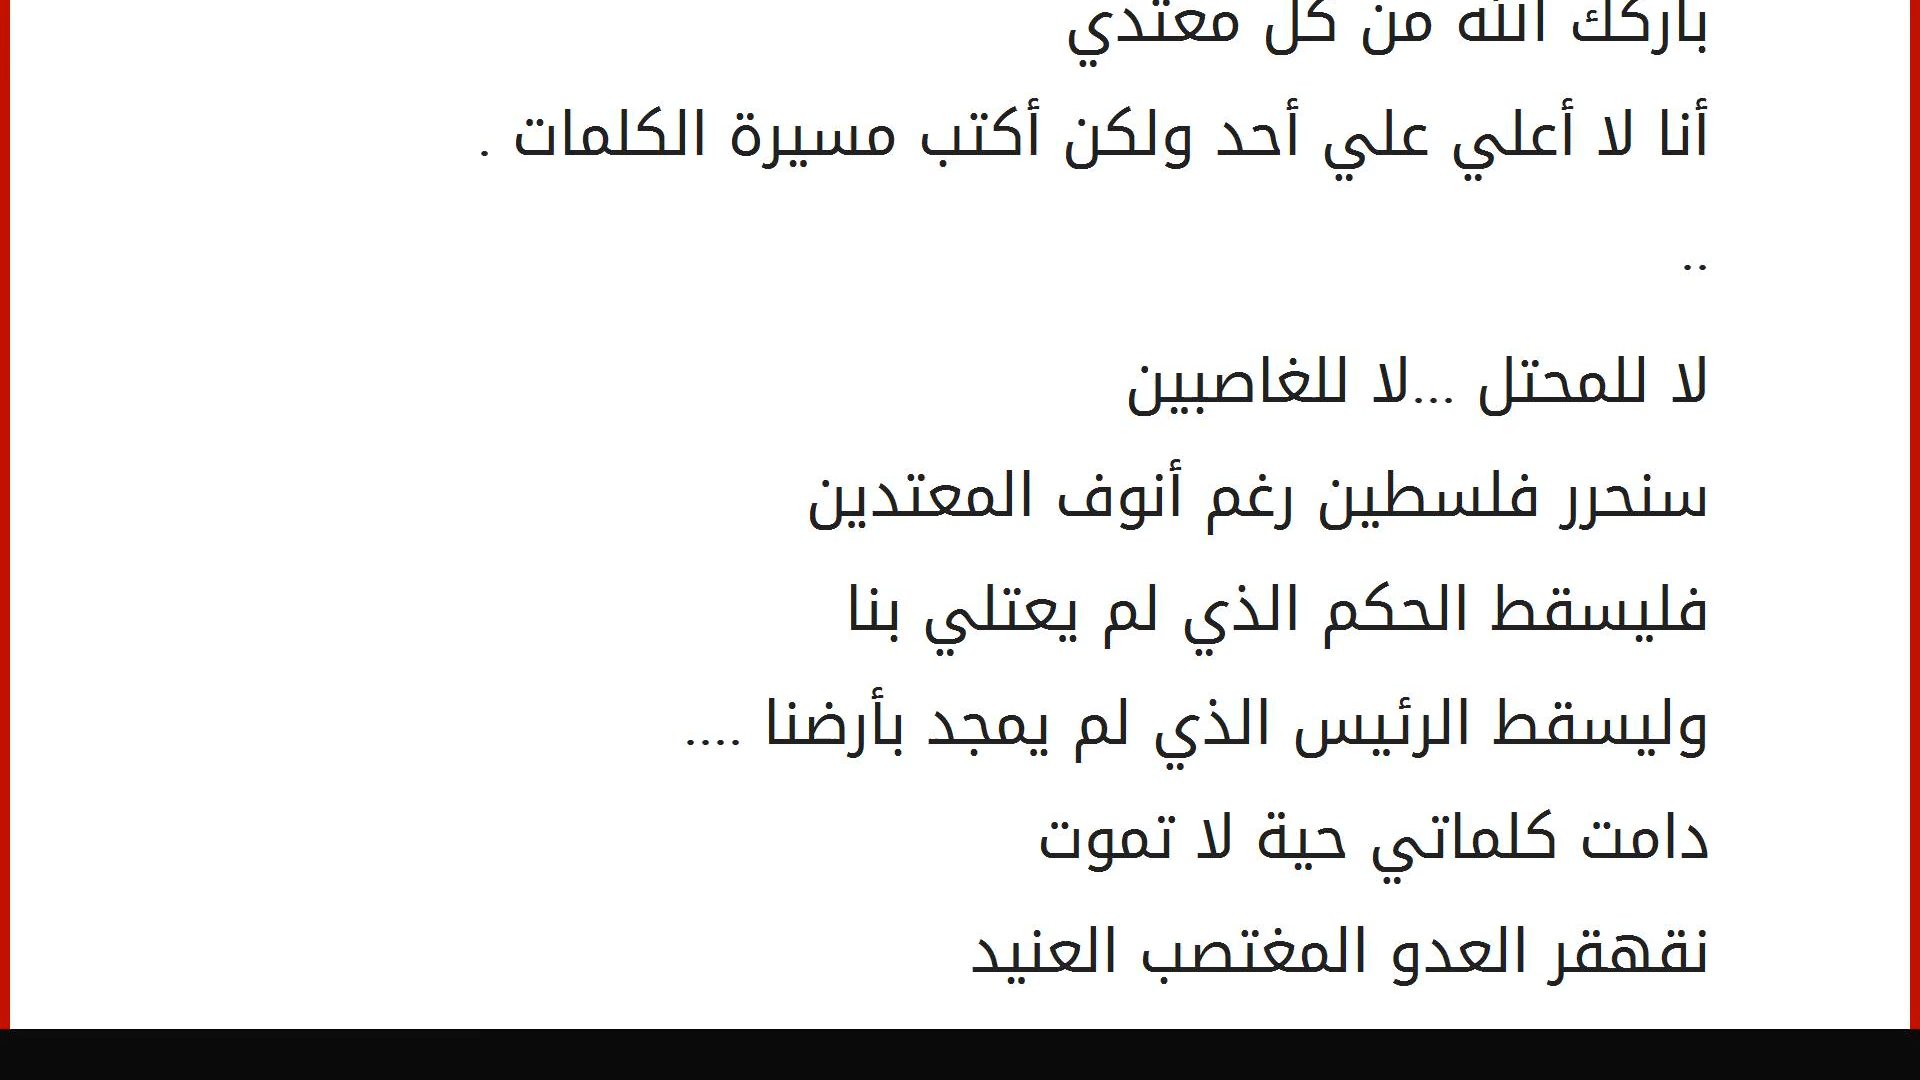 باركك الله من كل معتدي
أنا لا أعلي علي أحد ولكن أكتب مسيرة الكلمات .
..
لا للمحتل ...لا للغاصبين
سنحرر فلسطين رغم أنوف المعتدين
فليسقط الحكم الذي لم يعتلي بنا
وليسقط الرئيس الذي لم يمجد بأرضنا ....
دامت كلماتي حية لا تموت
نقهقر العدو المغتصب العنيد